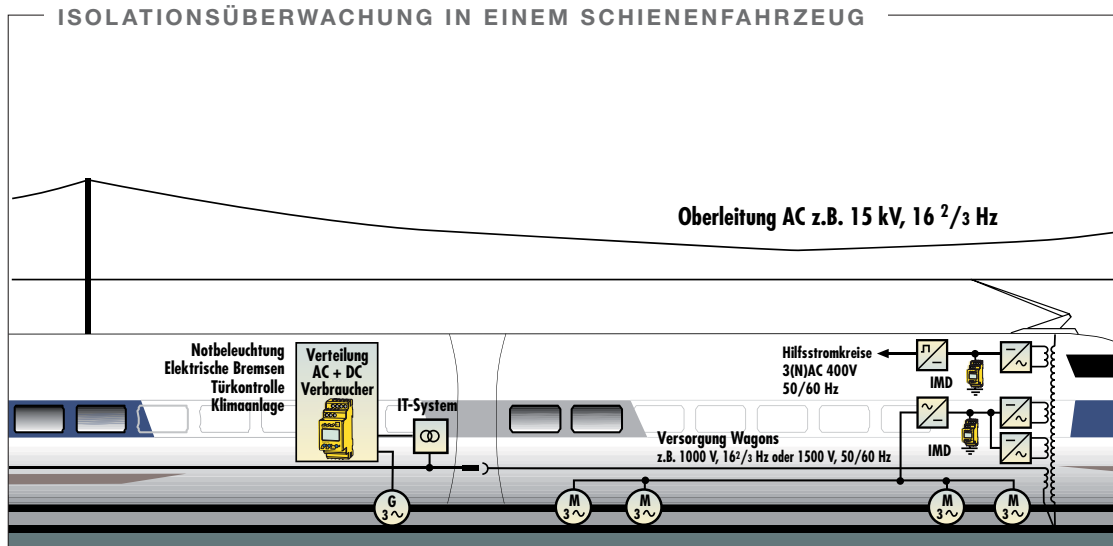 ISOLATIONSÜBERWACHUNG IN EINEM SCHIENENFAHRZEUG
Oberleitung AC z.B. 15 kV, 16 2/3 Hz
Notbeleuchtung
Elektrische Bremsen
Türkontrolle
Klimaanlage
Verteilung
AC + DC
Verbraucher
IT-System
Hilfsstromkreise
3(N)AC 400V
50/60 Hz
IMD
IMD
Versorgung Wagons
z.B. 1000 V, 16 2/3 Hz oder 1500 V, 50/60 Hz
G
3~
M
3~
M
3~
M
3~
M
3~